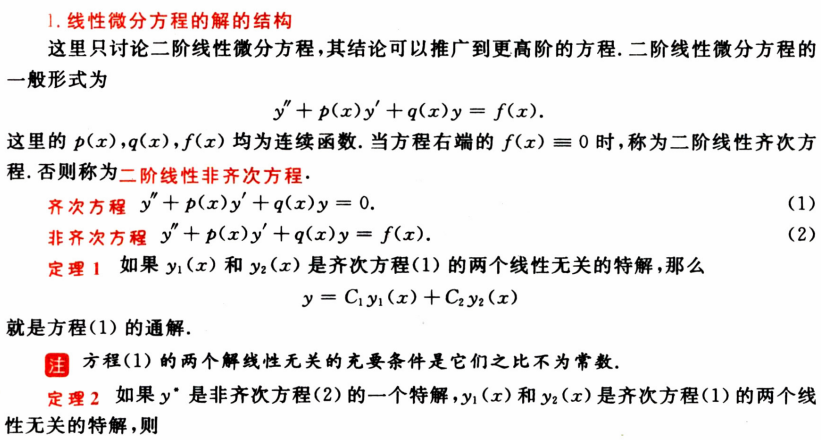 1. 线性微分方程的解的结构
这里只讨论二阶线性微分方程,其结论可以推广到更高阶的方程. 二阶线性微分方程的
一般形式为
y″ + p(x)y′ + q(x)y = f(x).
这里的 p(x),q(x),f(x) 均为连续函数. 当方程右端的 f(x) ≡ 0 时,称为二阶线性齐次方
程. 否则称为二阶线性非齐次方程.
齐次方程 y″ + p(x)y′ + q(x)y = 0. (1)
非齐次方程 y″ + p(x)y′ + q(x)y = f(x). (2)
定理 1 如果 y₁(x) 和 y₂(x) 是齐次方程(1) 的两个线性无关的特解,那么
y = C₁y₁(x) + C₂y₂(x)
就是方程(1) 的通解.
注 方程(1) 的两个解线性无关的充要条件是它们之比不为常数.
定理 2 如果 y* 是非齐次方程(2) 的一个特解,y₁(x) 和 y₂(x) 是齐次方程(1) 的两个线
性无关的特解,则